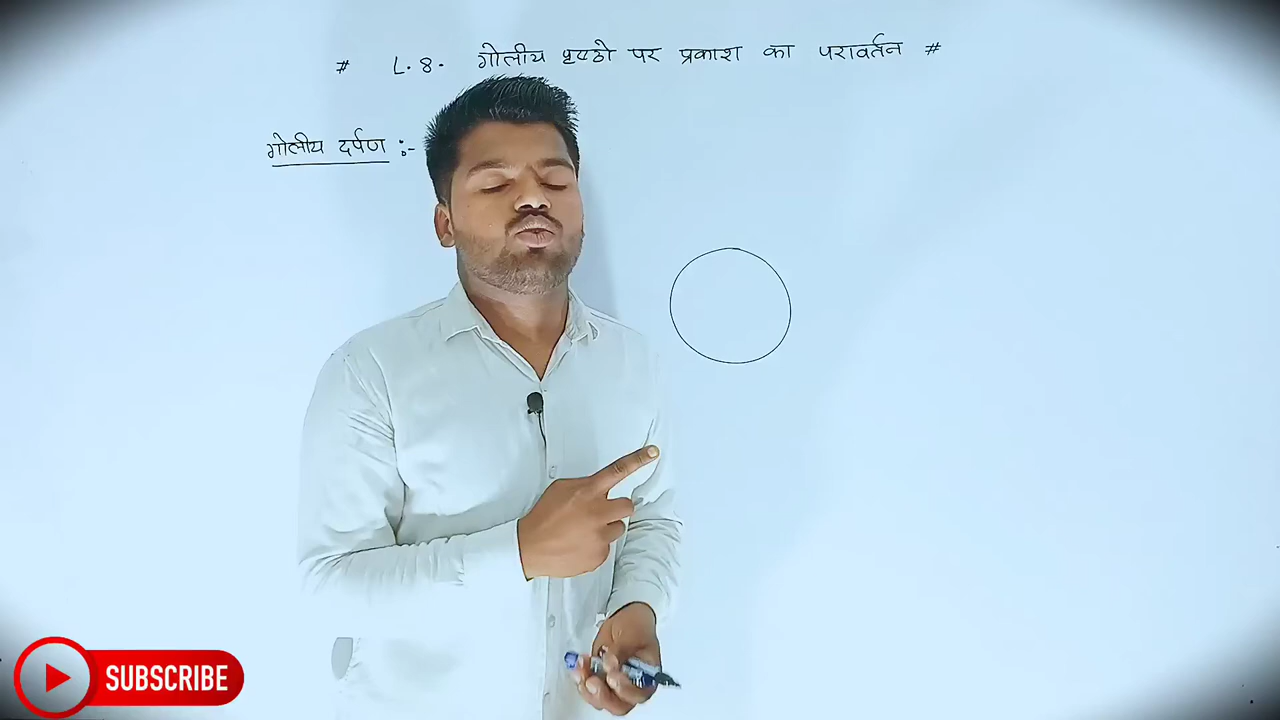 # L.8. गोलीय पृष्ठो पर प्रकाश का परावर्तन #
गोलीय दर्पण :-
SUBSCRIBE